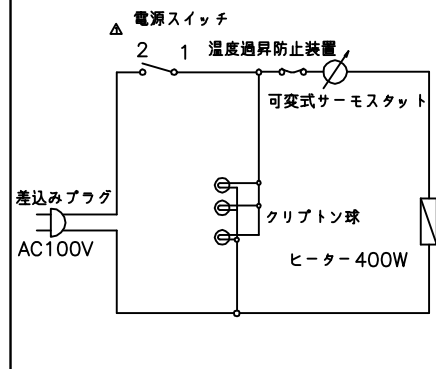 電源スイッチ
2 1
温度過昇防止装置
可変式サーモスタット
差込みプラグ
AC100V
クリプトン球
ヒーター400W